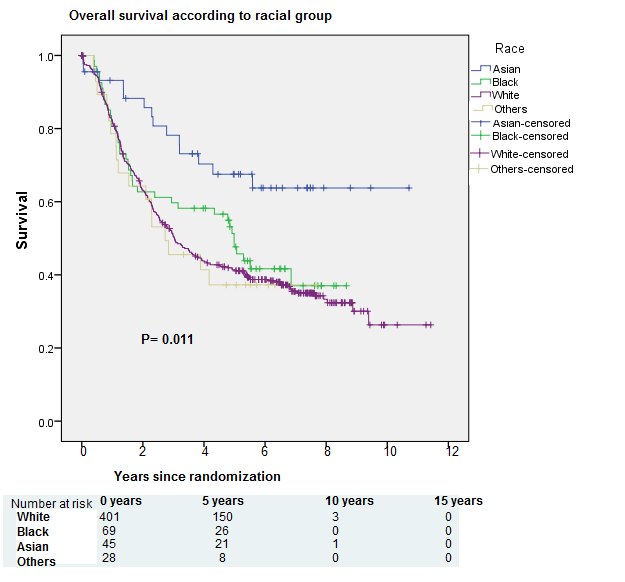 Overall survival according to racial group
Race
Asian
Black
White
Others
Asian-censored
Black-censored
White-censored
Others-censored
Survival
1.0
0.8
0.6
0.4
0.2
0.0
P= 0.011
0 2 4 6 8 10 12
Years since randomization
Number at risk 0 years 5 years 10 years 15 years
White 401 150 3 0
Black 69 26 0 0
Asian 45 21 1 0
Others 28 8 0 0